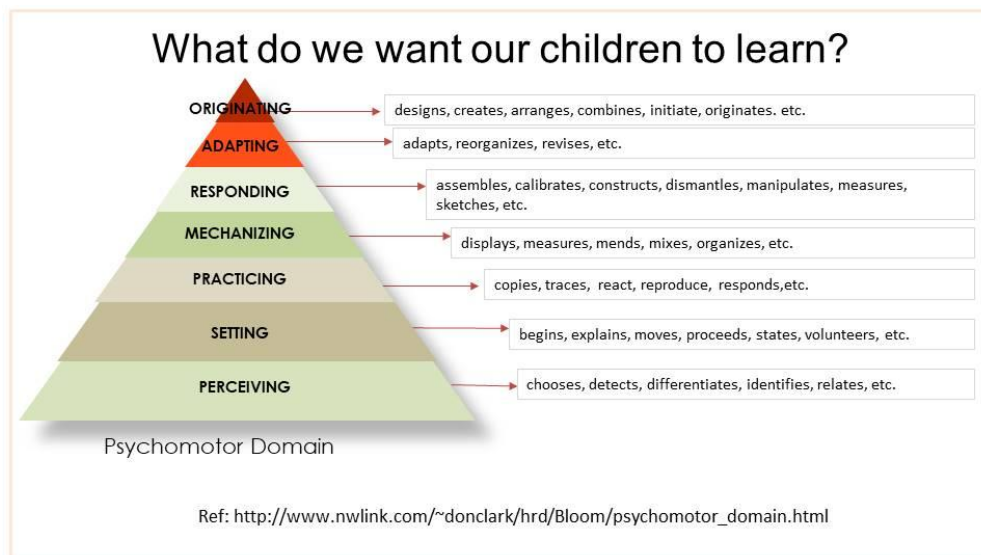 What do we want our children to learn?
ORIGINATING
designs, creates, arranges, combines, initiate, originates. etc.
ADAPTING
adapts, reorganizes, revises, etc.
RESPONDING
assembles, calibrates, constructs, dismantles, manipulates, measures,
sketches, etc.
MECHANIZING
displays, measures, mends, mixes, organizes, etc.
PRACTICING
copies, traces, react, reproduce, responds,etc.
SETTING
begins, explains, moves, proceeds, states, volunteers, etc.
PERCEIVING
chooses, detects, differentiates, identifies, relates, etc.
Psychomotor Domain
Ref: http://www.nwlink.com/~donclark/hrd/Bloom/psychomotor_domain.html